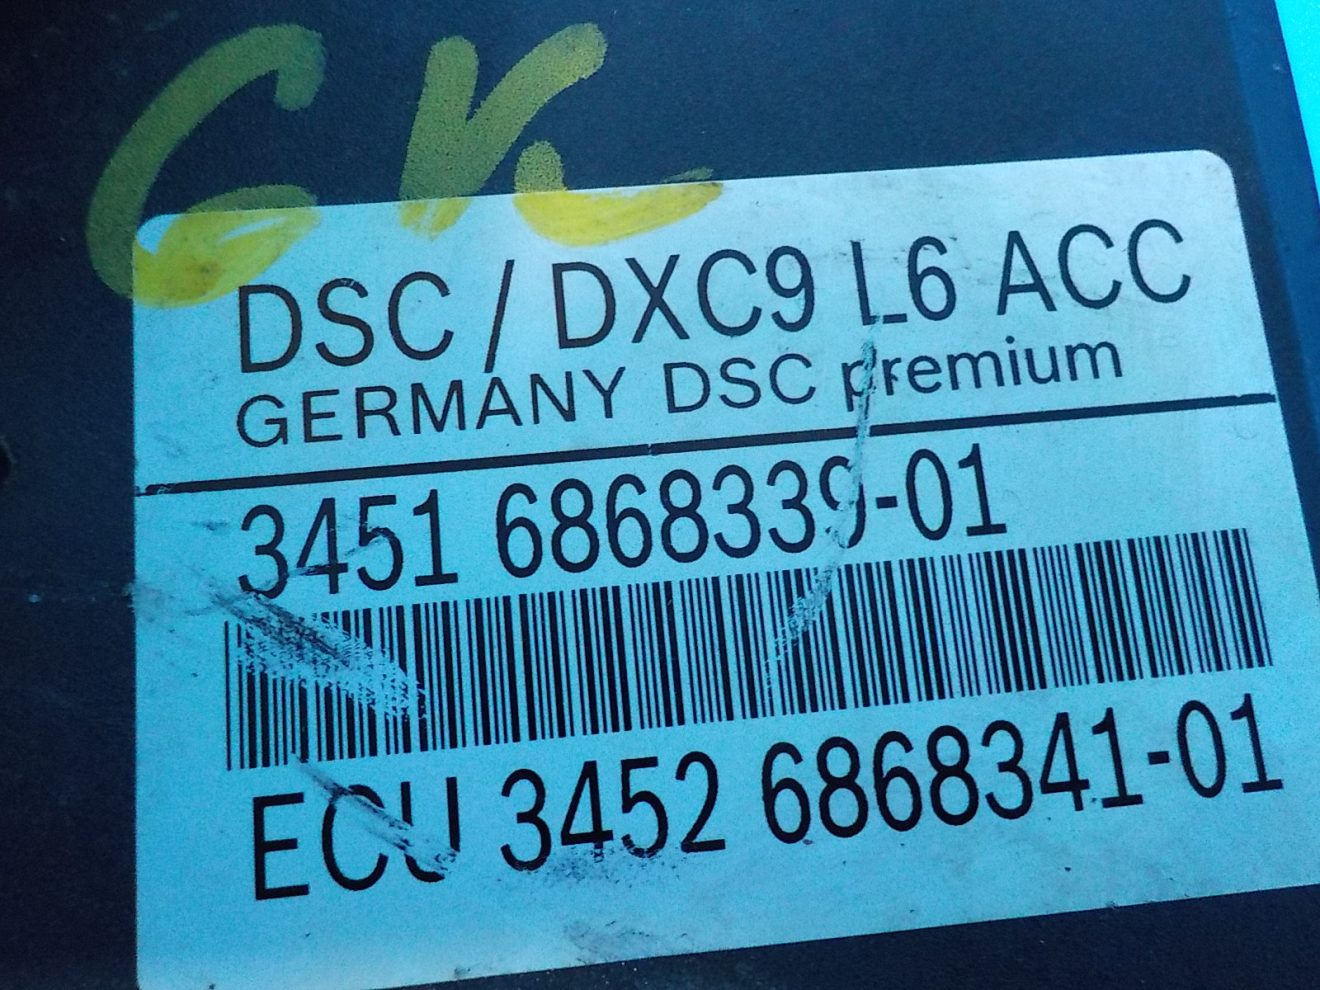 GK
DSC / DXC9 L6 ACC
GERMANY DSC premium
3451 6868339-01
ECU 3452 6868341-01